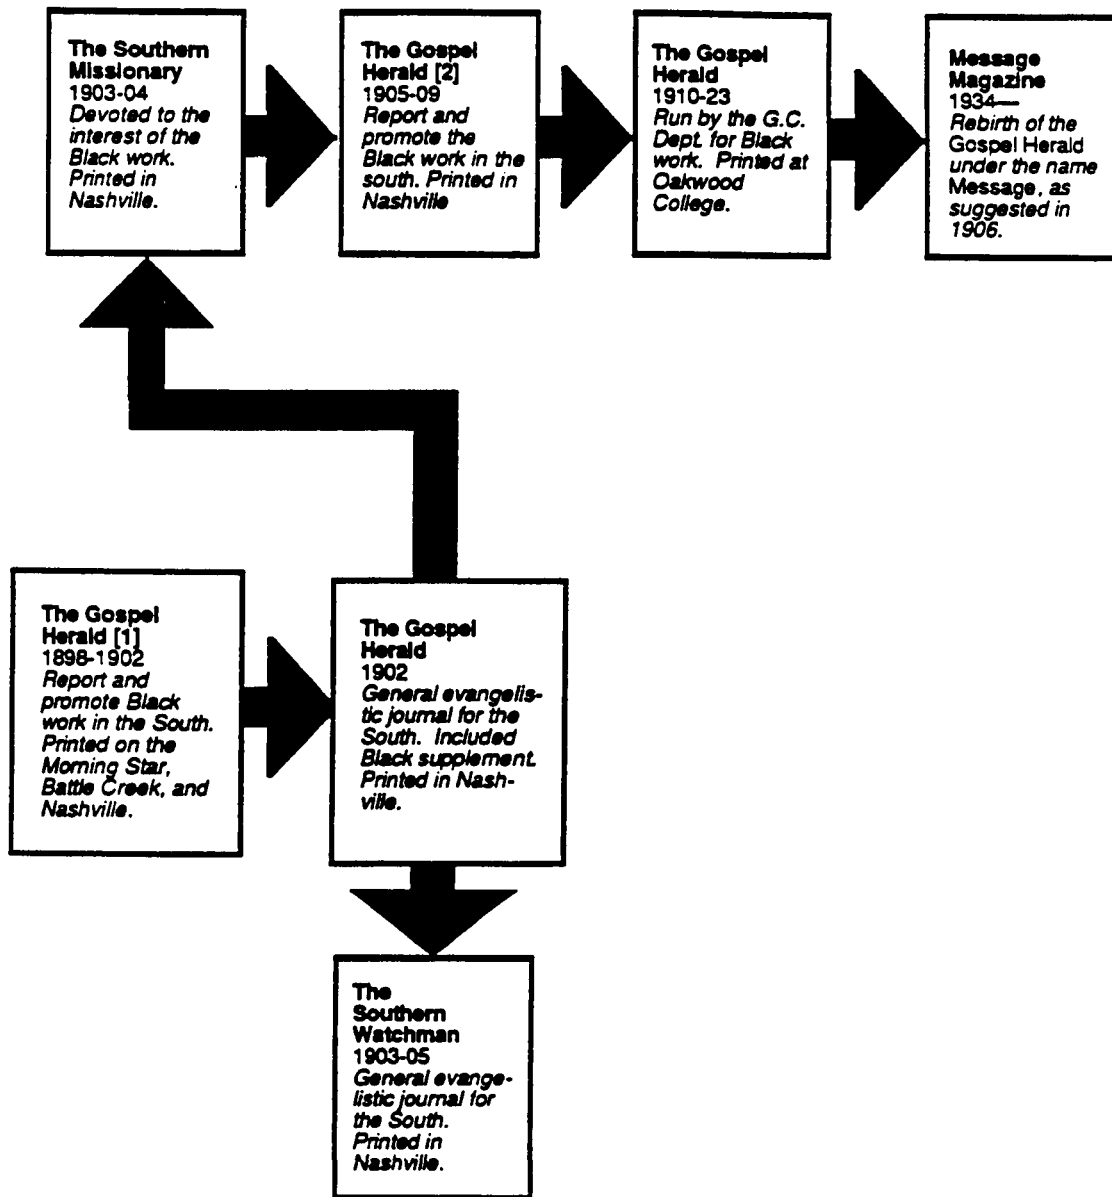 The Southern
Missionary
1903-04
Devoted to the
interest of the
Black work.
Printed in
Nashville.
The Gospel
Herald [2]
1905-09
Report and
promote the
Black work in the
south. Printed in
Nashville
The Gospel
Herald
1910-23
Run by the G.C.
Dept. for Black
work. Printed at
Oakwood
College.
Message
Magazine
1934—
Rebirth of the
Gospel Herald
under the name
Message, as
suggested in
1906.
The Gospel
Herald [1]
1898-1902
Report and
promote Black
work in the South.
Printed on the
Morning Star,
Battle Creek, and
Nashville.
The Gospel
Herald
1902
General evangelis-
tic journal for the
South. Included
Black supplement.
Printed in Nash-
ville.
The
Southern
Watchman
1903-05
General evange-
listic journal for
the South.
Printed in
Nashville.